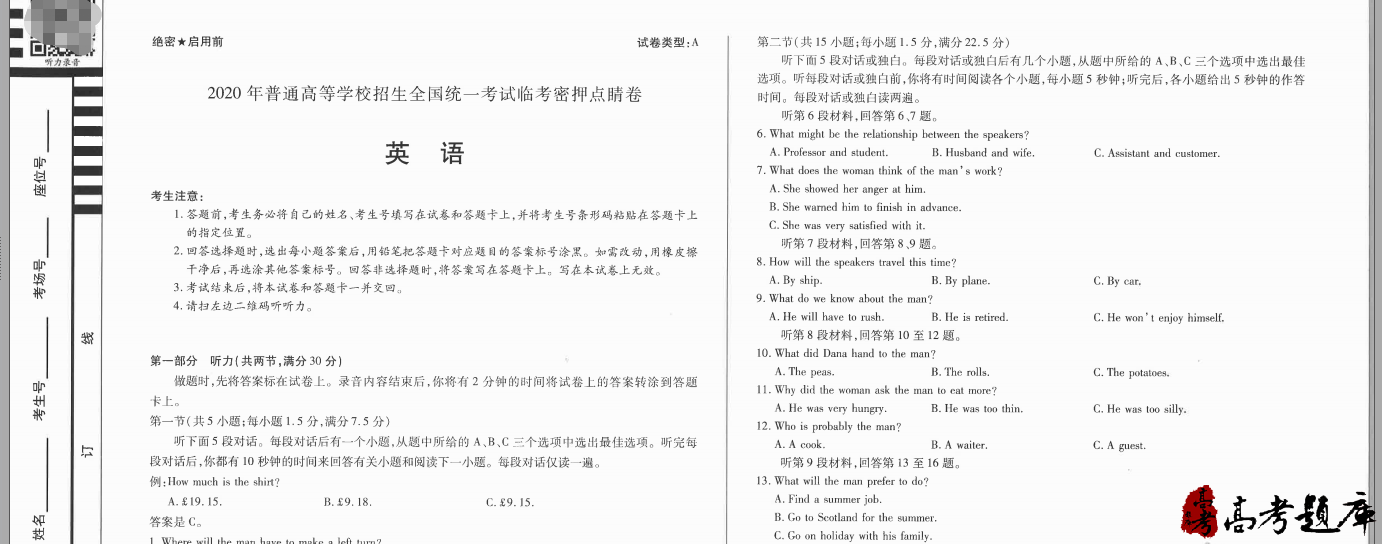 听力录音
座位号
考场号
考生号
姓名
线
订
绝密★启用前
试卷类型:A
2020 年普通高等学校招生全国统一考试临考密押点睛卷
英 语
考生注意:
1. 答题前,考生务必将自己的姓名、考生号填写在试卷和答题卡上,并将考生号条形码粘贴在答题卡上
的指定位置。
2. 回答选择题时,选出每小题答案后,用铅笔把答题卡对应题目的答案标号涂黑。如需改动,用橡皮擦
干净后,再选涂其他答案标号。回答非选择题时,将答案写在答题卡上。写在本试卷上无效。
3. 考试结束后,将本试卷和答题卡一并交回。
4. 请扫左边二维码听听力。
第一部分 听力(共两节,满分 30 分)
做题时,先将答案标在试卷上。录音内容结束后,你将有 2 分钟的时间将试卷上的答案转涂到答题
卡上。
第一节(共 5 小题;每小题 1.5 分,满分 7.5 分)
听下面 5 段对话。每段对话后有一个小题,从题中所给的 A、B、C 三个选项中选出最佳选项。听完每
段对话后,你都有 10 秒钟的时间来回答有关小题和阅读下一小题。每段对话仅读一遍。
例:How much is the shirt?
A. £19.15. B. £9.18. C. £9.15.
答案是 C。
1. Where will the man have to make a left turn?
第二节(共 15 小题;每小题 1.5 分,满分 22.5 分)
听下面 5 段对话或独白。每段对话或独白后有几个小题,从题中所给的 A、B、C 三个选项中选出最佳
选项。听每段对话或独白前,你将有时间阅读各个小题,每小题 5 秒钟;听完后,各小题给出 5 秒钟的作答
时间。每段对话或独白读两遍。
听第 6 段材料,回答第 6、7 题。
6. What might be the relationship between the speakers?
A. Professor and student. B. Husband and wife. C. Assistant and customer.
7. What does the woman think of the man's work?
A. She showed her anger at him.
B. She warned him to finish in advance.
C. She was very satisfied with it.
听第 7 段材料,回答第 8、9 题。
8. How will the speakers travel this time?
A. By ship. B. By plane. C. By car.
9. What do we know about the man?
A. He will have to rush. B. He is retired. C. He won't enjoy himself.
听第 8 段材料,回答第 10 至 12 题。
10. What did Dana hand to the man?
A. The peas. B. The rolls. C. The potatoes.
11. Why did the woman ask the man to eat more?
A. He was very hungry. B. He was too thin. C. He was too silly.
12. Who is probably the man?
A. A cook. B. A waiter. C. A guest.
听第 9 段材料,回答第 13 至 16 题。
13. What will the man prefer to do?
A. Find a summer job.
B. Go to Scotland for the summer.
C. Go on holiday with his family.
高考
高考题库